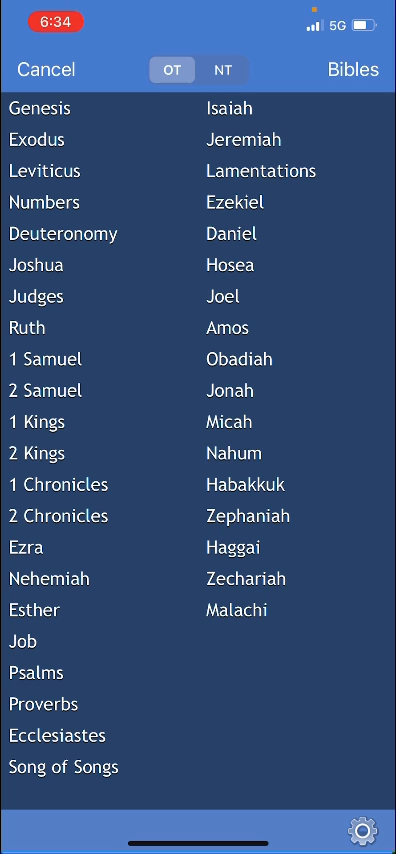 6:34
5G
Cancel
OT
NT
Bibles
Genesis
Exodus
Leviticus
Numbers
Deuteronomy
Joshua
Judges
Ruth
1 Samuel
2 Samuel
1 Kings
2 Kings
1 Chronicles
2 Chronicles
Ezra
Nehemiah
Esther
Job
Psalms
Proverbs
Ecclesiastes
Song of Songs
Isaiah
Jeremiah
Lamentations
Ezekiel
Daniel
Hosea
Joel
Amos
Obadiah
Jonah
Micah
Nahum
Habakkuk
Zephaniah
Haggai
Zechariah
Malachi